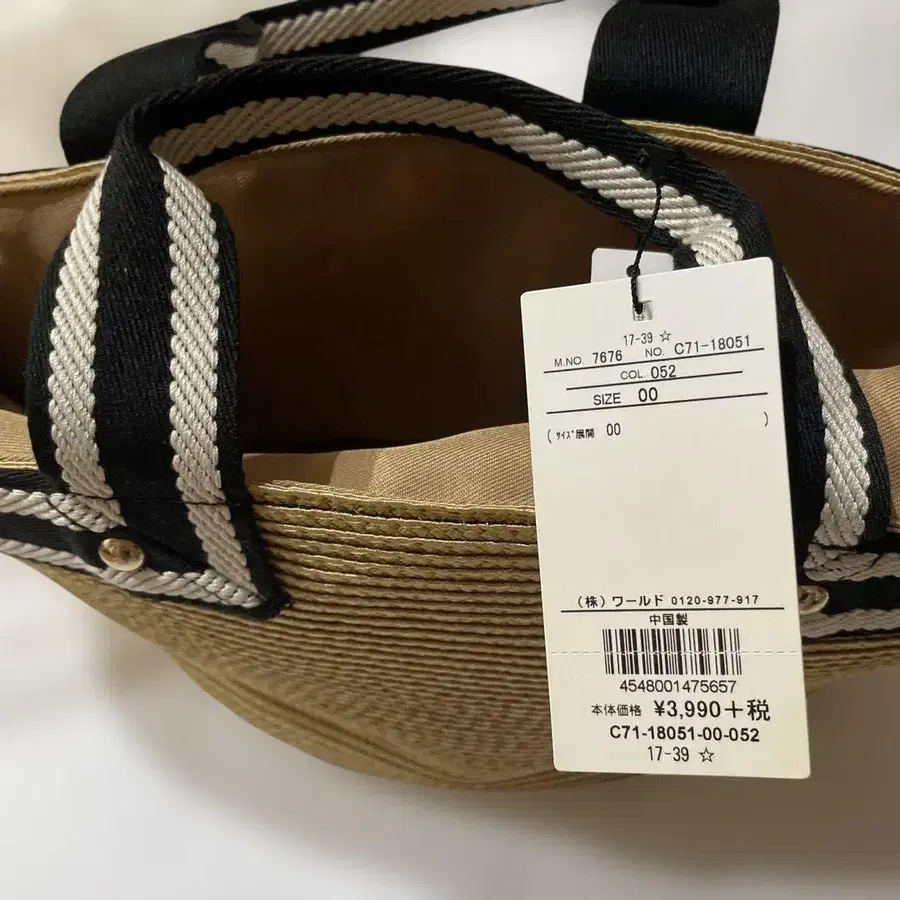 17-39 ☆
M.NO. 7676 NO. C71-18051
COL. 052
SIZE 00
(ｻｲｽﾞ展開 00 )
(株)ワールド 0120-977-917
中国製
4548001475657
本体価格 ¥3,990+税
C71-18051-00-052
17-39 ☆